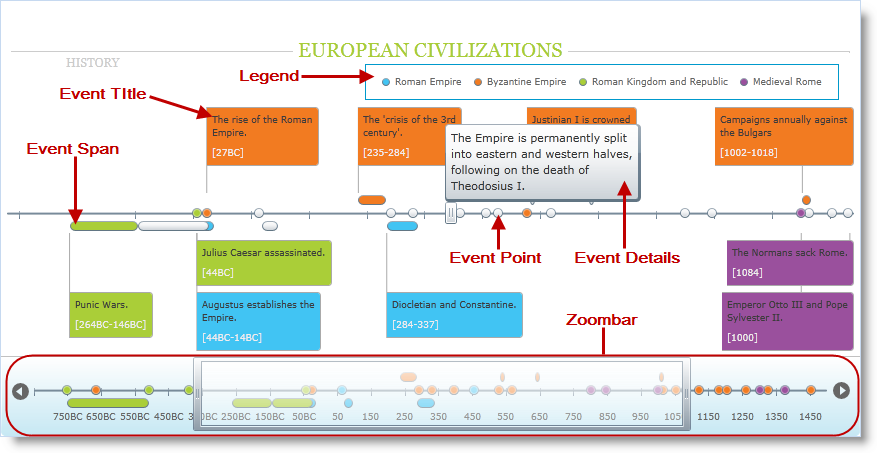 EUROPEAN CIVILIZATIONS
HISTORY
Legend
Roman Empire
Byzantine Empire
Roman Kingdom and Republic
Medieval Rome
Event TItle
The rise of the Roman
Empire.
[27BC]
The 'crisis of the 3rd
century'.
[235-284]
Justinian I is crowned
Campaigns annually against
the Bulgars
[1002-1018]
The Empire is permanently split
into eastern and western halves,
following on the death of
Theodosius I.
Event Span
Event Point
Event Details
Julius Caesar assassinated.
[44BC]
The Normans sack Rome.
[1084]
Punic Wars.
[264BC-146BC]
Augustus establishes the
Empire.
[44BC-14BC]
Diocletian and Constantine.
[284-337]
Emperor Otto III and Pope
Sylvester II.
[1000]
Zoombar
750BC 650BC 550BC 450BC 250BC 150BC 50BC 50 150 250 350 450 550 650 750 850 950 1150 1250 1350 1450